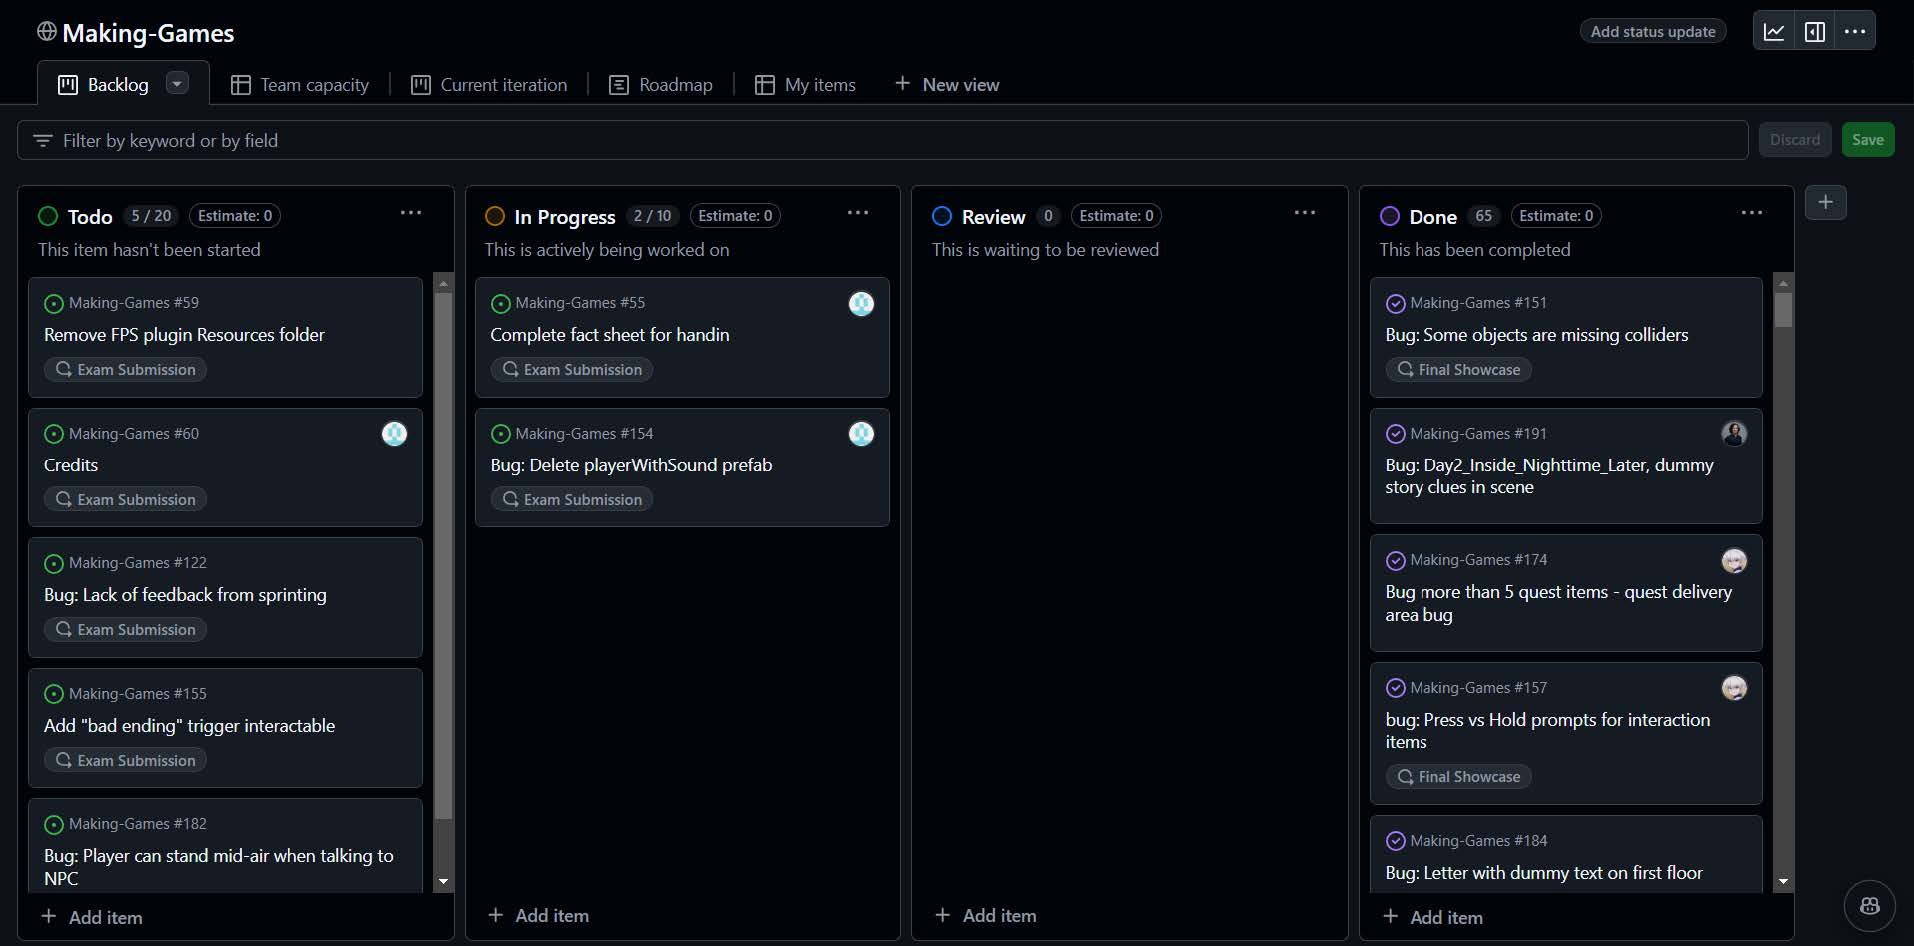 Making-Games
Add status update
Backlog
Team capacity
Current iteration
Roadmap
My items
New view
Filter by keyword or by field
Discard
Save
Todo 5 / 20 Estimate: 0
This item hasn't been started
Making-Games #59
Remove FPS plugin Resources folder
Exam Submission
Making-Games #60
Credits
Exam Submission
Making-Games #122
Bug: Lack of feedback from sprinting
Exam Submission
Making-Games #155
Add "bad ending" trigger interactable
Exam Submission
Making-Games #182
Bug: Player can stand mid-air when talking to
NPC
Add item
In Progress 2 / 10 Estimate: 0
This is actively being worked on
Making-Games #55
Complete fact sheet for handin
Exam Submission
Making-Games #154
Bug: Delete playerWithSound prefab
Exam Submission
Add item
Review 0 Estimate: 0
This is waiting to be reviewed
Add item
Done 65 Estimate: 0
This has been completed
Making-Games #151
Bug: Some objects are missing colliders
Final Showcase
Making-Games #191
Bug: Day2_Inside_Nighttime_Later, dummy
story clues in scene
Making-Games #174
Bug more than 5 quest items - quest delivery
area bug
Making-Games #157
bug: Press vs Hold prompts for interaction
items
Final Showcase
Making-Games #184
Bug: Letter with dummy text on first floor
Add item